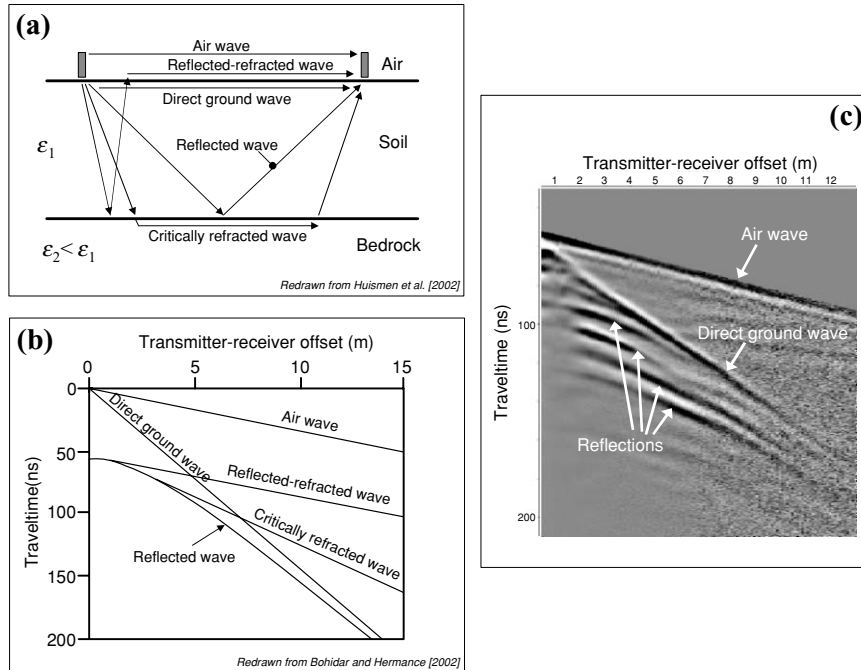 (a)
Air wave
Reflected-refracted wave
Air
Direct ground wave
Reflected wave
ε1
Soil
Critically refracted wave
ε2 < ε1
Bedrock
Redrawn from Huismen et al. [2002]
(b)
Transmitter-receiver offset (m)
0 5 10 15
0
50
100
150
200
Traveltime(ns)
Air wave
Direct ground wave
Reflected-refracted wave
Critically refracted wave
Reflected wave
Redrawn from Bohidar and Hermance [2002]
(c)
Transmitter-receiver offset (m)
1 2 3 4 5 6 8 9 10 11 12
Traveltime (ns)
100
200
Air wave
Direct ground wave
Reflections